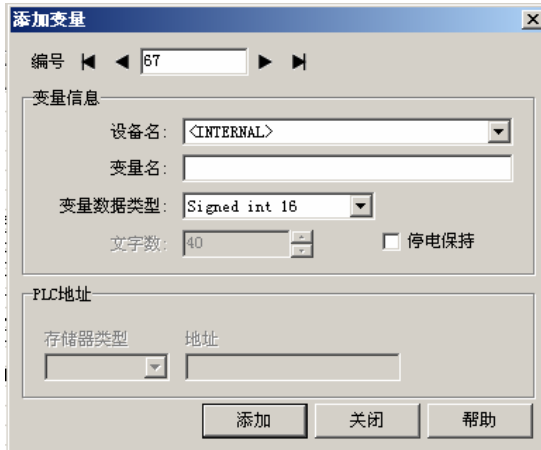 添加变量
编号 67
变量信息
设备名: <INTERNAL>
变量名:
变量数据类型: Signed int 16
文字数: 40 停电保持
PLC地址
存储器类型 地址
添加 关闭 帮助